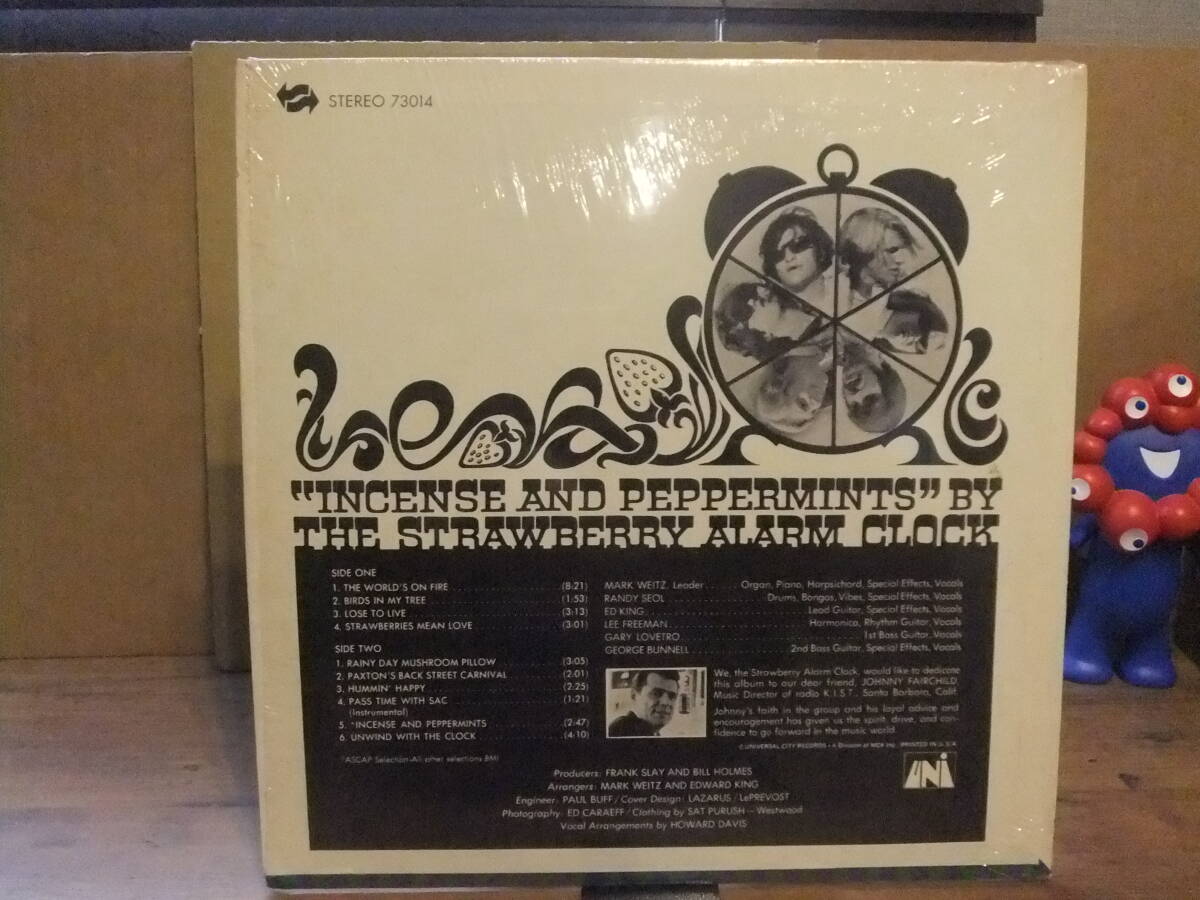 STEREO 73014
"INCENSE AND PEPPERMINTS" BY
THE STRAWBERRY ALARM CLOCK
SIDE ONE
1. THE WORLD'S ON FIRE (8:21)
2. BIRDS IN MY TREE (1:53)
3. LOSE TO LIVE (3:13)
4. STRAWBERRIES MEAN LOVE (3:01)
SIDE TWO
1. RAINY DAY MUSHROOM PILLOW (3:05)
2. PAXTON'S BACK STREET CARNIVAL (2:01)
3. HUMMIN' HAPPY (2:25)
4. PASS TIME WITH SAC (1:21)
(Instrumental)
5. *INCENSE AND PEPPERMINTS (2:47)
6. UNWIND WITH THE CLOCK (4:10)
*ASCAP Selection-All other selections BMI
MARK WEITZ, Leader Organ, Piano, Harpsichord, Special Effects, Vocals
RANDY SEOL Drums, Bongos, Vibes, Special Effects, Vocals
ED KING Lead Guitar, Special Effects, Vocals
LEE FREEMAN Harmonica, Rhythm Guitar, Vocals
GARY LOVETRO 1st Bass Guitar, Vocals
GEORGE BUNNELL 2nd Bass Guitar, Special Effects, Vocals
We, the Strawberry Alarm Clock, would like to dedicate
this album to our dear friend, JOHNNY FAIRCHILD,
Music Director of radio K.I.S.T., Santa Barbara, Calif.
Johnny's faith in the group and his loyal advice and
encouragement has given us the spirit, drive, and con-
fidence to go forward in the music world.
©UNIVERSAL CITY RECORDS • A Division of MCA Inc. PRINTED IN U.S.A.
UNI
Producers: FRANK SLAY AND BILL HOLMES
Arrangers: MARK WEITZ AND EDWARD KING
Engineer: PAUL BUFF / Cover Design: LAZARUS / LePREVOST
Photography: ED CARAEFF / Clothing by SAT PURUSH — Westwood
Vocal Arrangements by HOWARD DAVIS